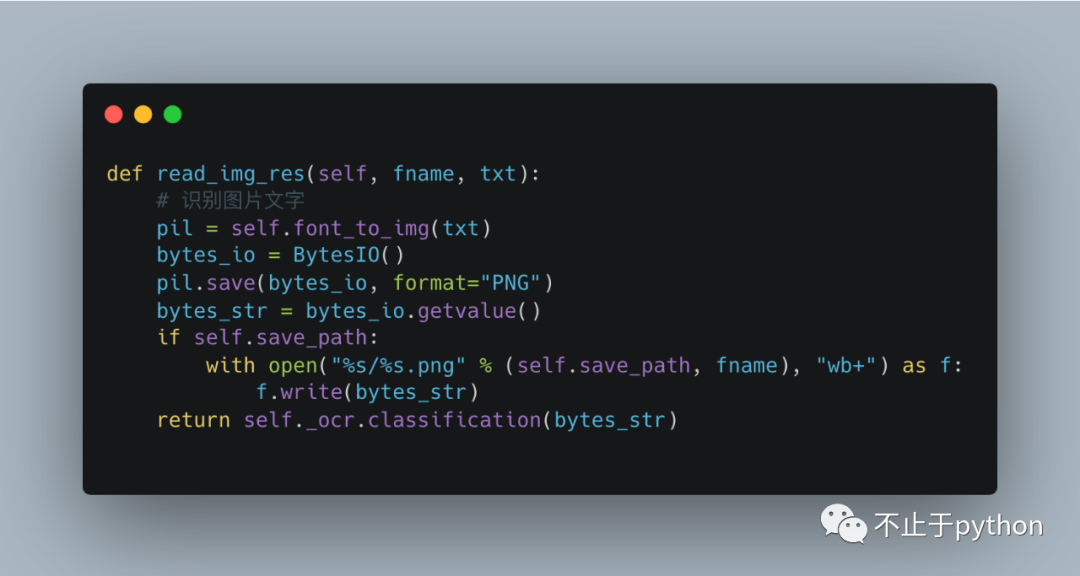 def read_img_res(self, fname, txt):
    # 识别图片文字
    pil = self.font_to_img(txt)
    bytes_io = BytesIO()
    pil.save(bytes_io, format="PNG")
    bytes_str = bytes_io.getvalue()
    if self.save_path:
        with open("%s/%s.png" % (self.save_path, fname), "wb+") as f:
            f.write(bytes_str)
    return self._ocr.classification(bytes_str)
不止于python